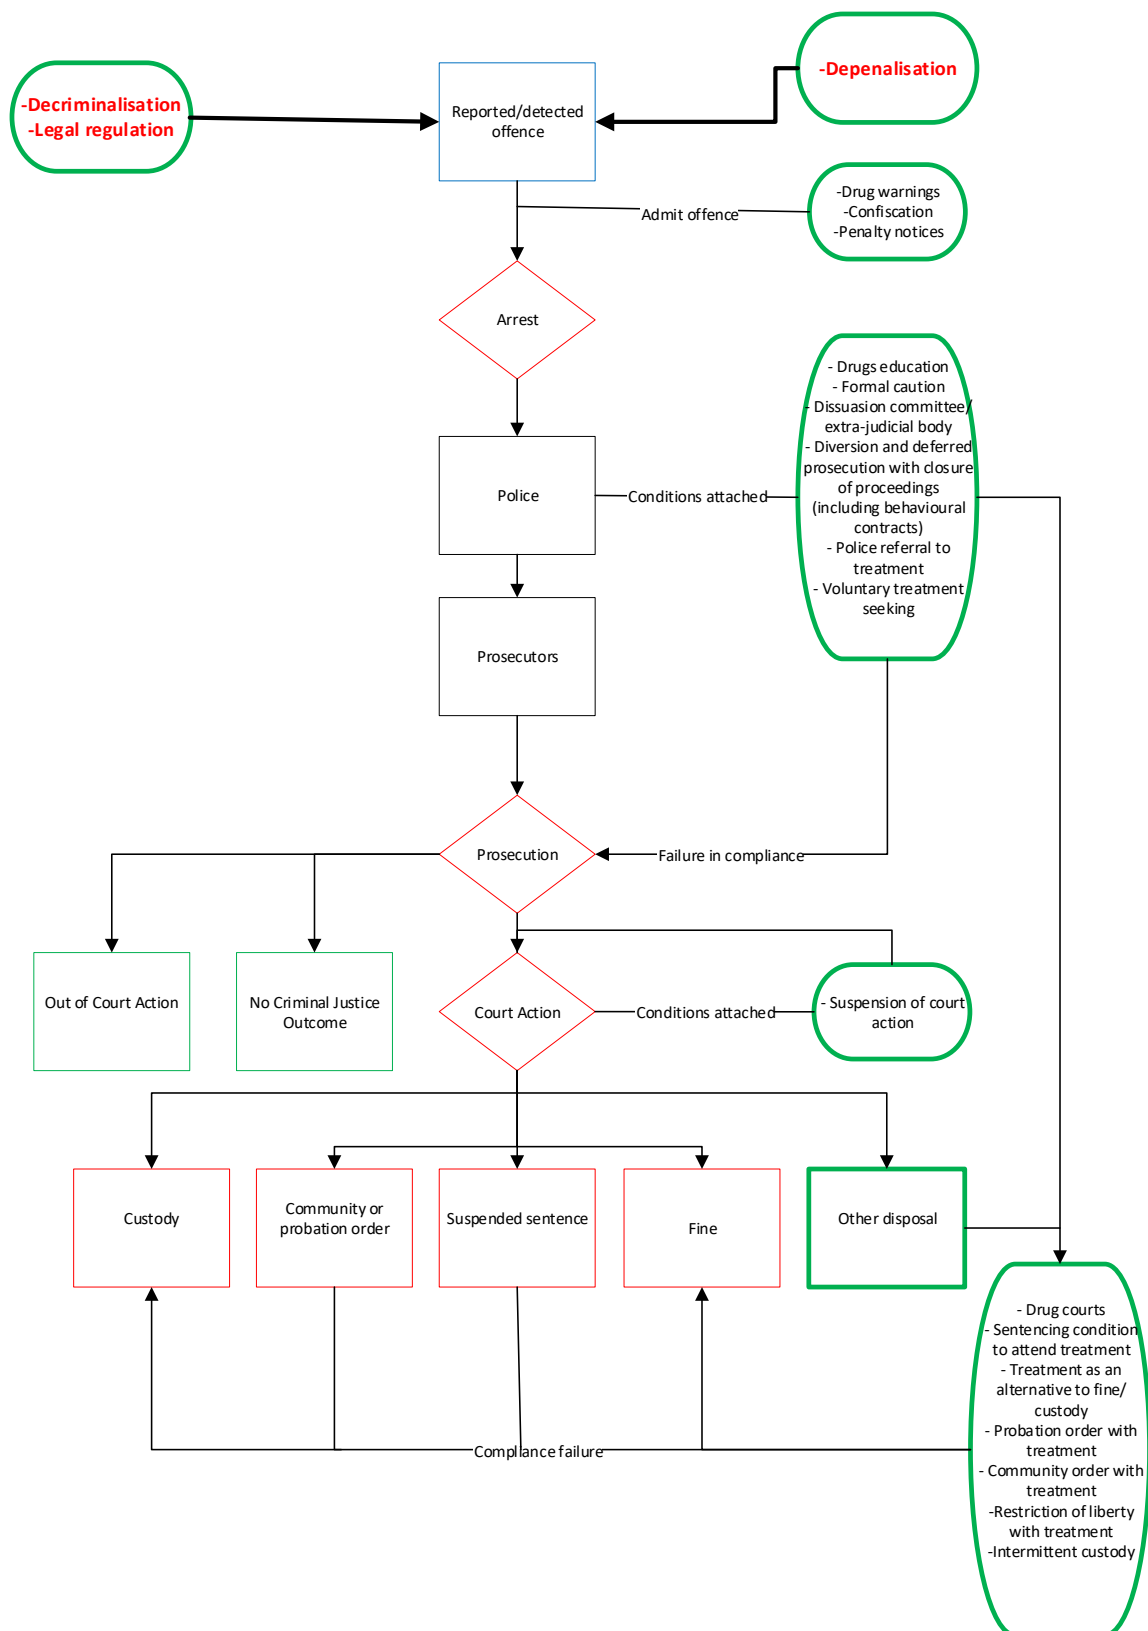 -Decriminalisation
-Legal regulation
Reported/detected
offence
-Depenalisation
Admit offence
-Drug warnings
-Confiscation
-Penalty notices
Arrest
Police
Conditions attached
- Drugs education
- Formal caution
- Dissuasion committee/
extra-judicial body
- Diversion and deferred
prosecution with closure
of proceedings
(including behavioural
contracts)
- Police referral to
treatment
- Voluntary treatment
seeking
Prosecutors
Prosecution
Failure in compliance
Out of Court Action
No Criminal Justice
Outcome
Court Action
Conditions attached
- Suspension of court
action
Custody
Community or
probation order
Suspended sentence
Fine
Other disposal
- Drug courts
- Sentencing condition
to attend treatment
- Treatment as an
alternative to fine/
custody
- Probation order with
treatment
- Community order with
treatment
-Restriction of liberty
with treatment
-Intermittent custody
Compliance failure